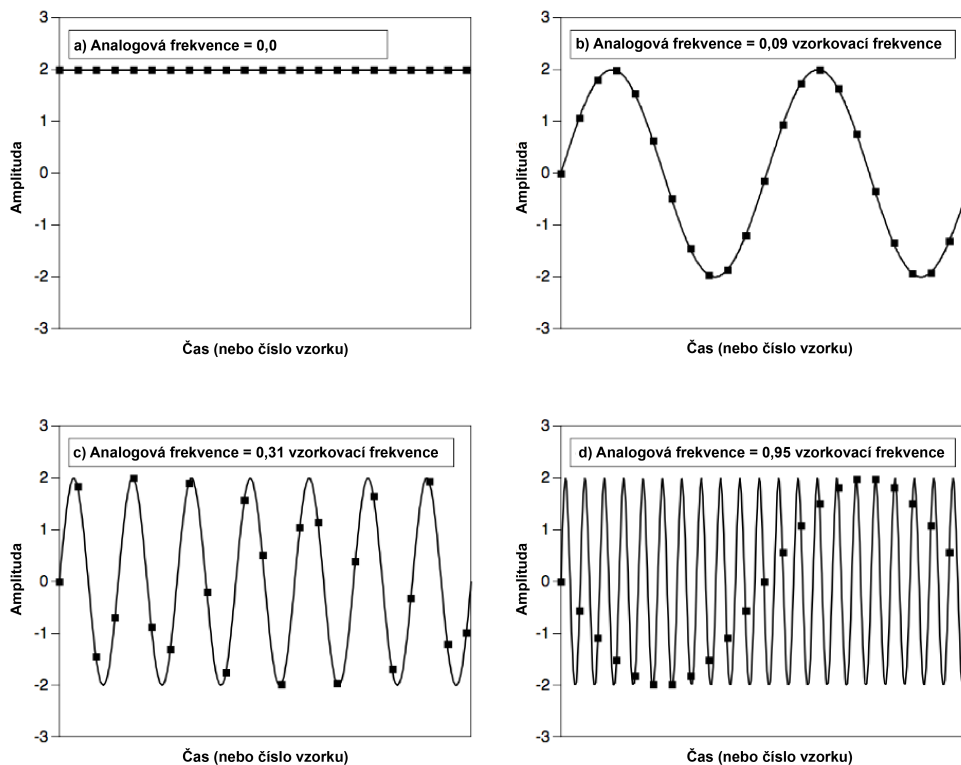 a) Analogová frekvence = 0,0
3
2
1
0
-1
-2
-3
Amplituda
Čas (nebo číslo vzorku)
b) Analogová frekvence = 0,09 vzorkovací frekvence
3
2
1
0
-1
-2
-3
Amplituda
Čas (nebo číslo vzorku)
c) Analogová frekvence = 0,31 vzorkovací frekvence
3
2
1
0
-1
-2
-3
Amplituda
Čas (nebo číslo vzorku)
d) Analogová frekvence = 0,95 vzorkovací frekvence
3
2
1
0
-1
-2
-3
Amplituda
Čas (nebo číslo vzorku)